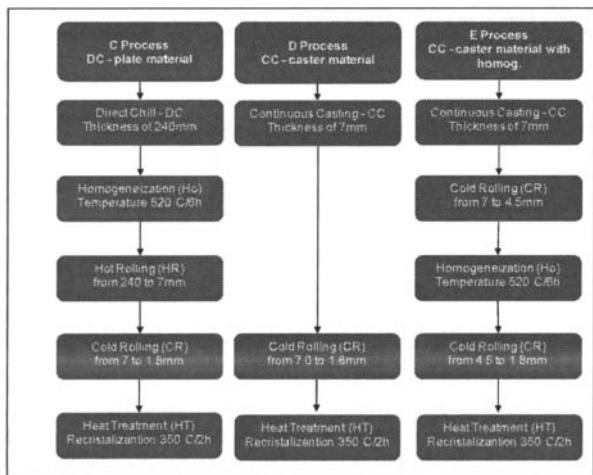 C Process
DC - plate material
Direct Chill - DC
Thickness of 240mm
Homogeneization (Ho)
Temperature 520 C/6h
Hot Rolling (HR)
from 240 to 7mm
Cold Rolling (CR)
from 7 to 1.8mm
Heat Treatment (HT)
Recristalizantion 350 C/2h
D Process
CC - caster material
Continuous Casting - CC
Thickness of 7mm
Cold Rolling (CR)
from 7.0 to 1.8mm
Heat Treatment (HT)
Recristalizantion 350 C/2h
E Process
CC - caster material with
homog.
Continuous Casting - CC
Thickness of 7mm
Cold Rolling (CR)
from 7 to 4.5mm
Homogeneization (Ho)
Temperature 520 C/6h
Cold Rolling (CR)
from 4.5 to 1.8mm
Heat Treatment (HT)
Recristalizantion 350 C/2h